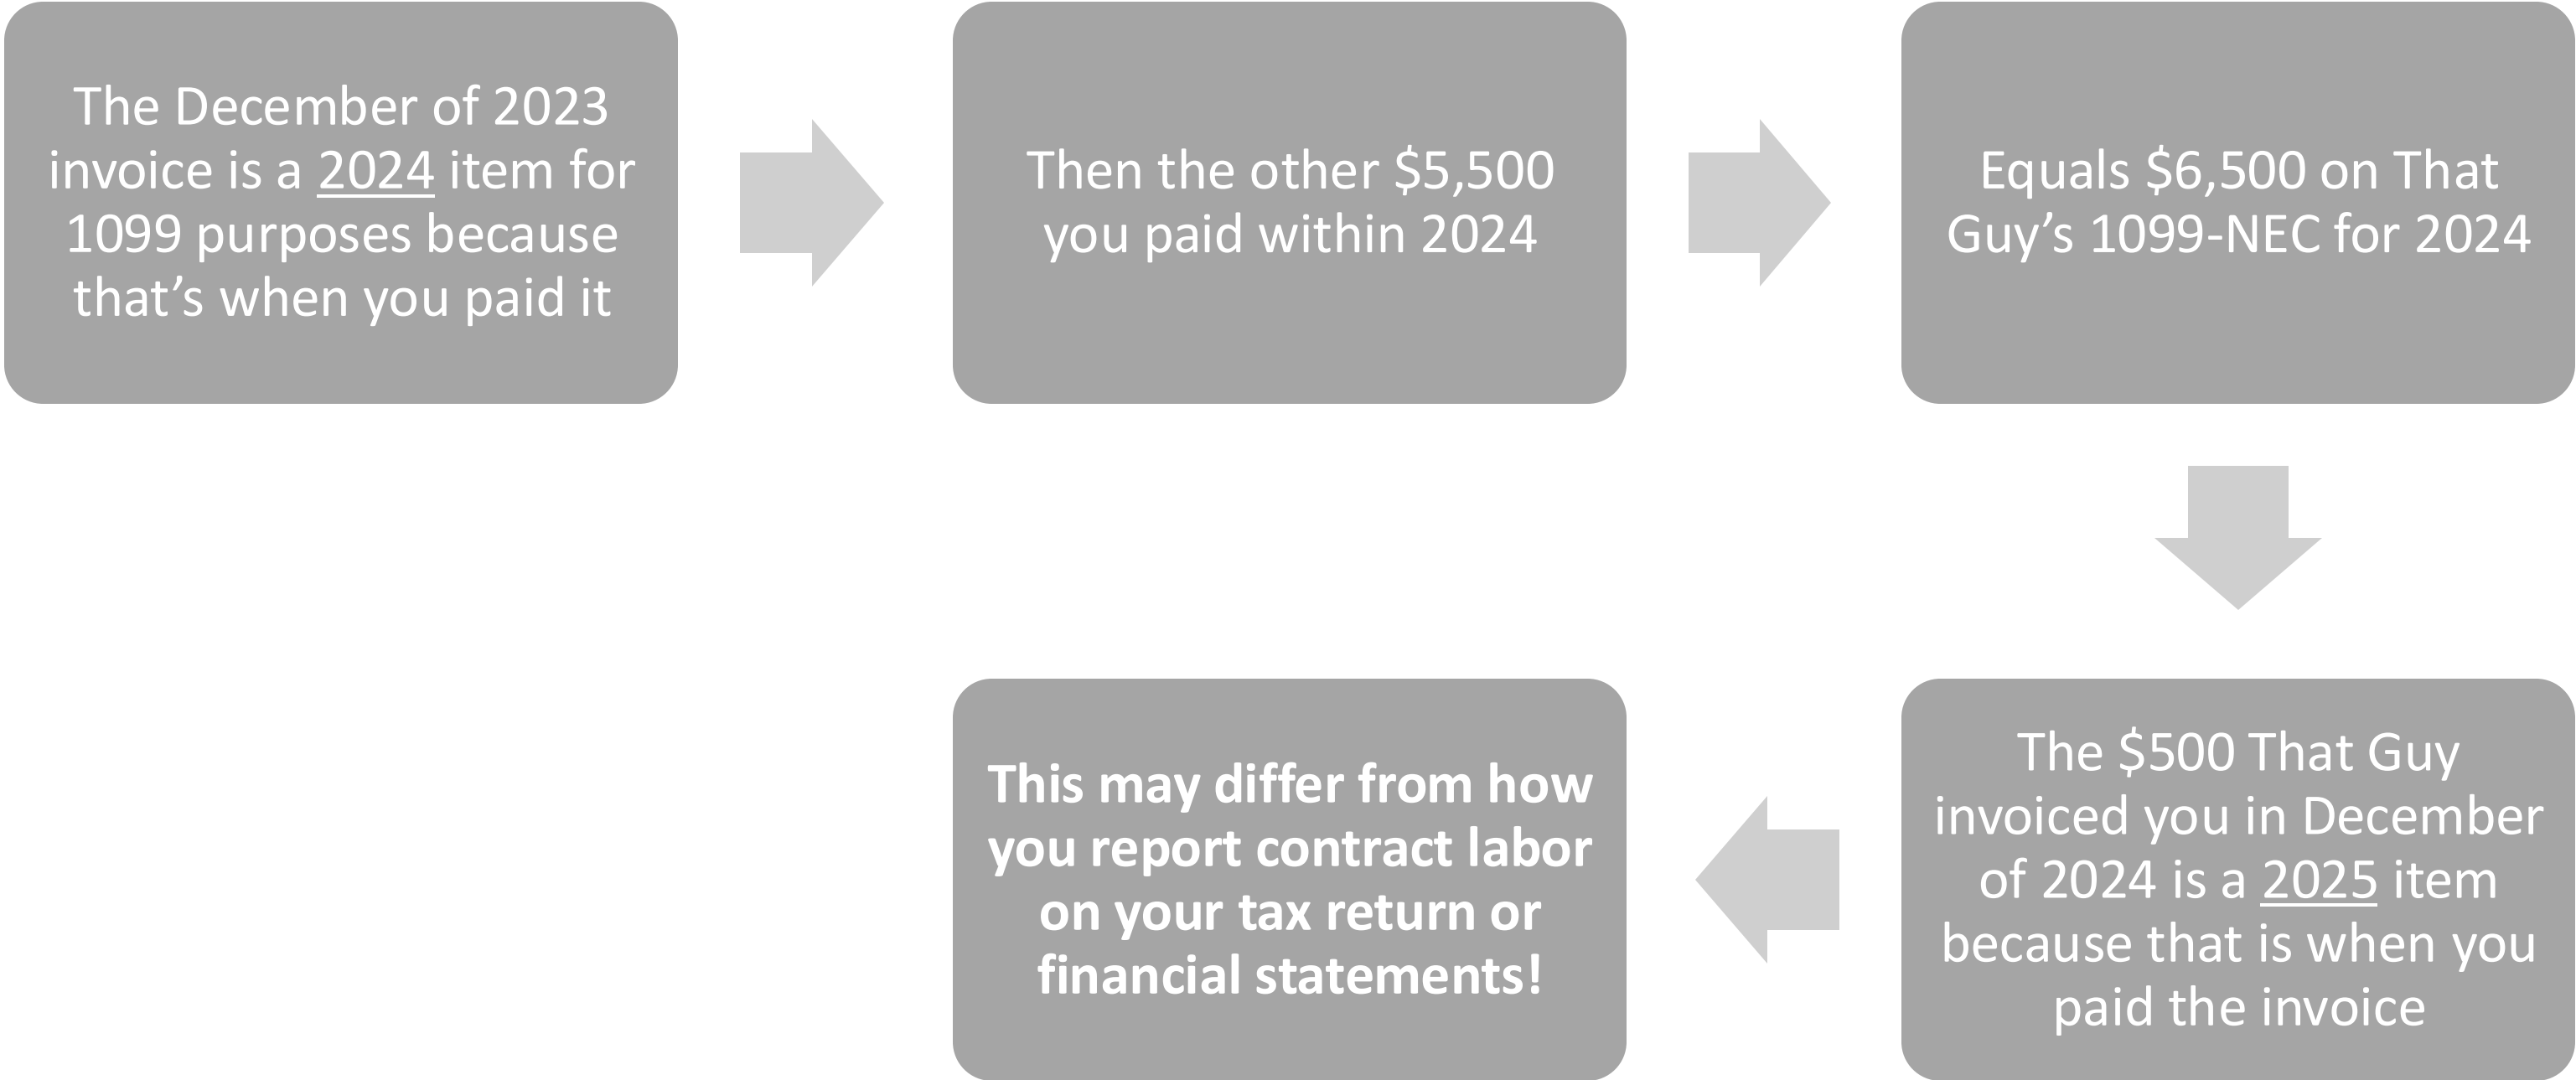 The December of 2023
invoice is a 2024 item for
1099 purposes because
that’s when you paid it
Then the other $5,500
you paid within 2024
Equals $6,500 on That
Guy’s 1099-NEC for 2024
The $500 That Guy
invoiced you in December
of 2024 is a 2025 item
because that is when you
paid the invoice
This may differ from how
you report contract labor
on your tax return or
financial statements!